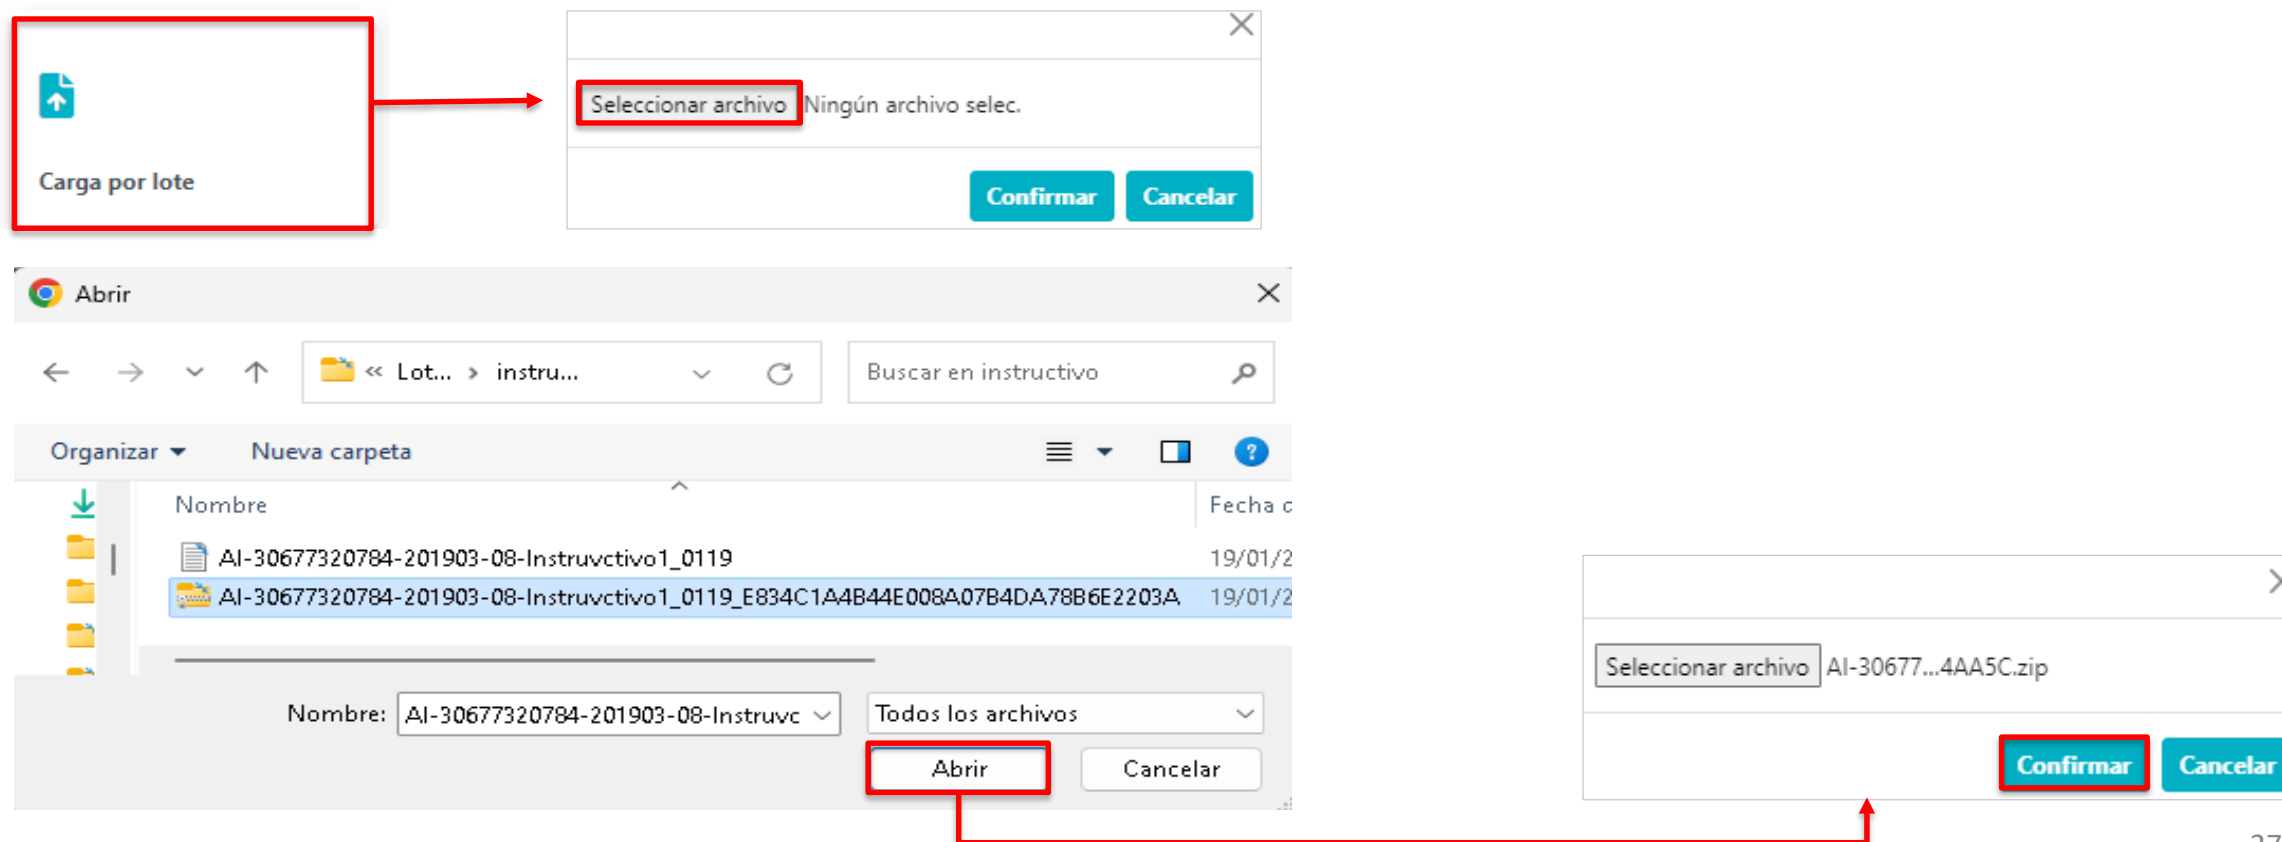 Seleccionar archivo Ningún archivo selec.
Carga por lote
Confirmar Cancelar
Abrir
« Lot... > instru... Buscar en instructivo
Organizar Nueva carpeta
Nombre Fecha
AI-30677320784-201903-08-Instruvctivo1_0119 19/01/2
AI-30677320784-201903-08-Instruvctivo1_0119_E834C1A4B44E008A07B4DA78B6E2203A 19/01/2
Nombre: AI-30677320784-201903-08-Instruvc Todos los archivos
Abrir Cancelar
Seleccionar archivo AI-30677...4AA5C.zip
Confirmar Cancelar